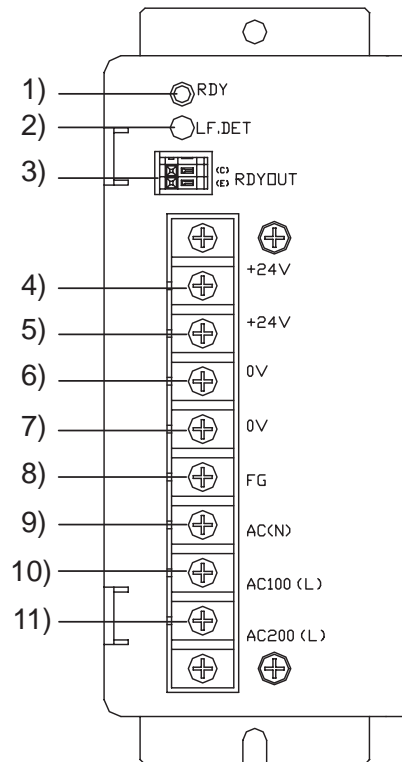 1) RDY
2) LF.DET
3) (C)
(E) RDYOUT
4) +24V
5) +24V
6) 0V
7) 0V
8) FG
9) AC(N)
10) AC100 (L)
11) AC200 (L)